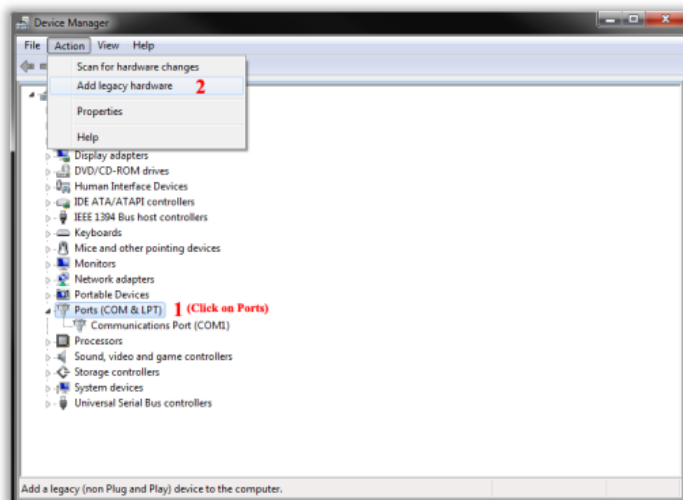 Device Manager
File Action View Help
Scan for hardware changes
Add legacy hardware 2
Properties
Help
Display adapters
DVD/CD-ROM drives
Human Interface Devices
IDE ATA/ATAPI controllers
IEEE 1394 Bus host controllers
Keyboards
Mice and other pointing devices
Monitors
Network adapters
Portable Devices
Ports (COM & LPT) 1 (Click on Ports)
Communications Port (COM1)
Processors
Sound, video and game controllers
Storage controllers
System devices
Universal Serial Bus controllers
Add a legacy (non Plug and Play) device to the computer.